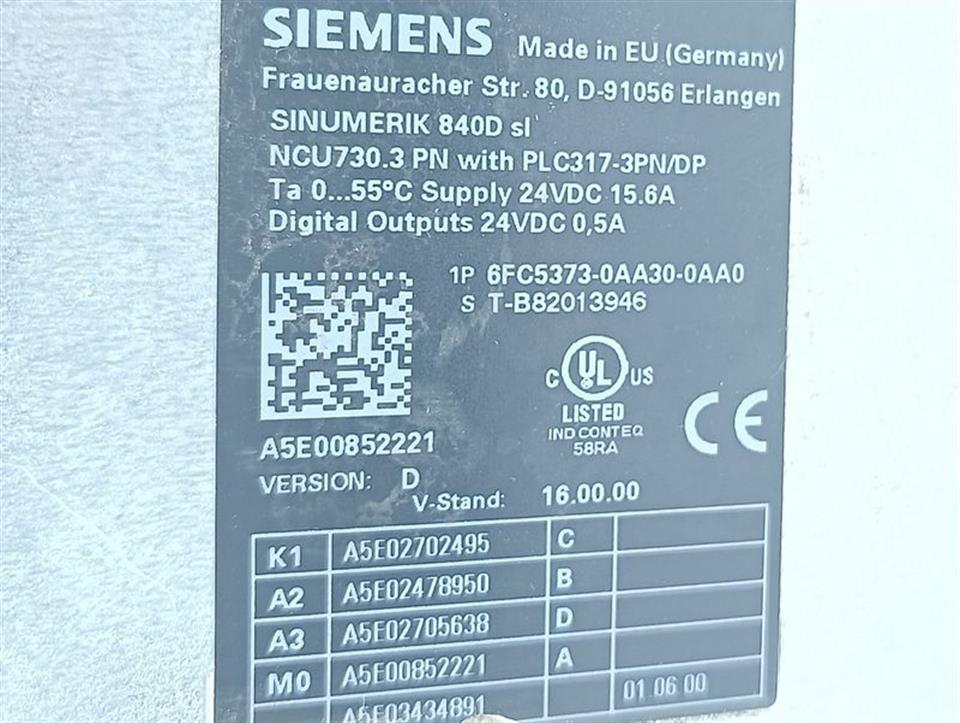 SIEMENS Made in EU (Germany)
Frauenauracher Str. 80, D-91056 Erlangen
SINUMERIK 840D sl
NCU730.3 PN with PLC317-3PN/DP
Ta 0...55°C Supply 24VDC 15.6A
Digital Outputs 24VDC 0,5A
1P 6FC5373-0AA30-0AA0
S T-B82013946
C UL US
LISTED
IND CONT EQ
58RA
CE
A5E00852221
VERSION: D
V-Stand: 16.00.00
K1 A5E02702495 C
A2 A5E02478950 B
A3 A5E02705638 D
M0 A5E00852221 A
A5E03434891 01.06.00